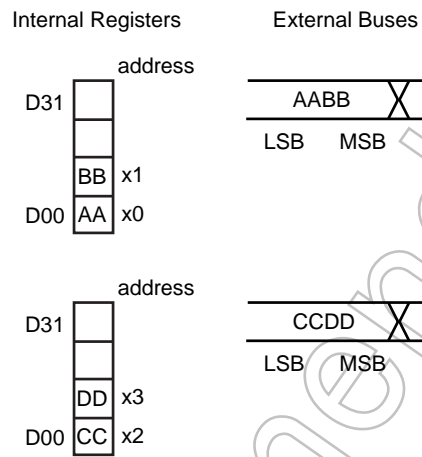 Internal Registers External Buses
address
D31 AABB
LSB MSB
BB x1
D00 AA x0
address
D31 CCDD
LSB MSB
DD x3
D00 CC x2